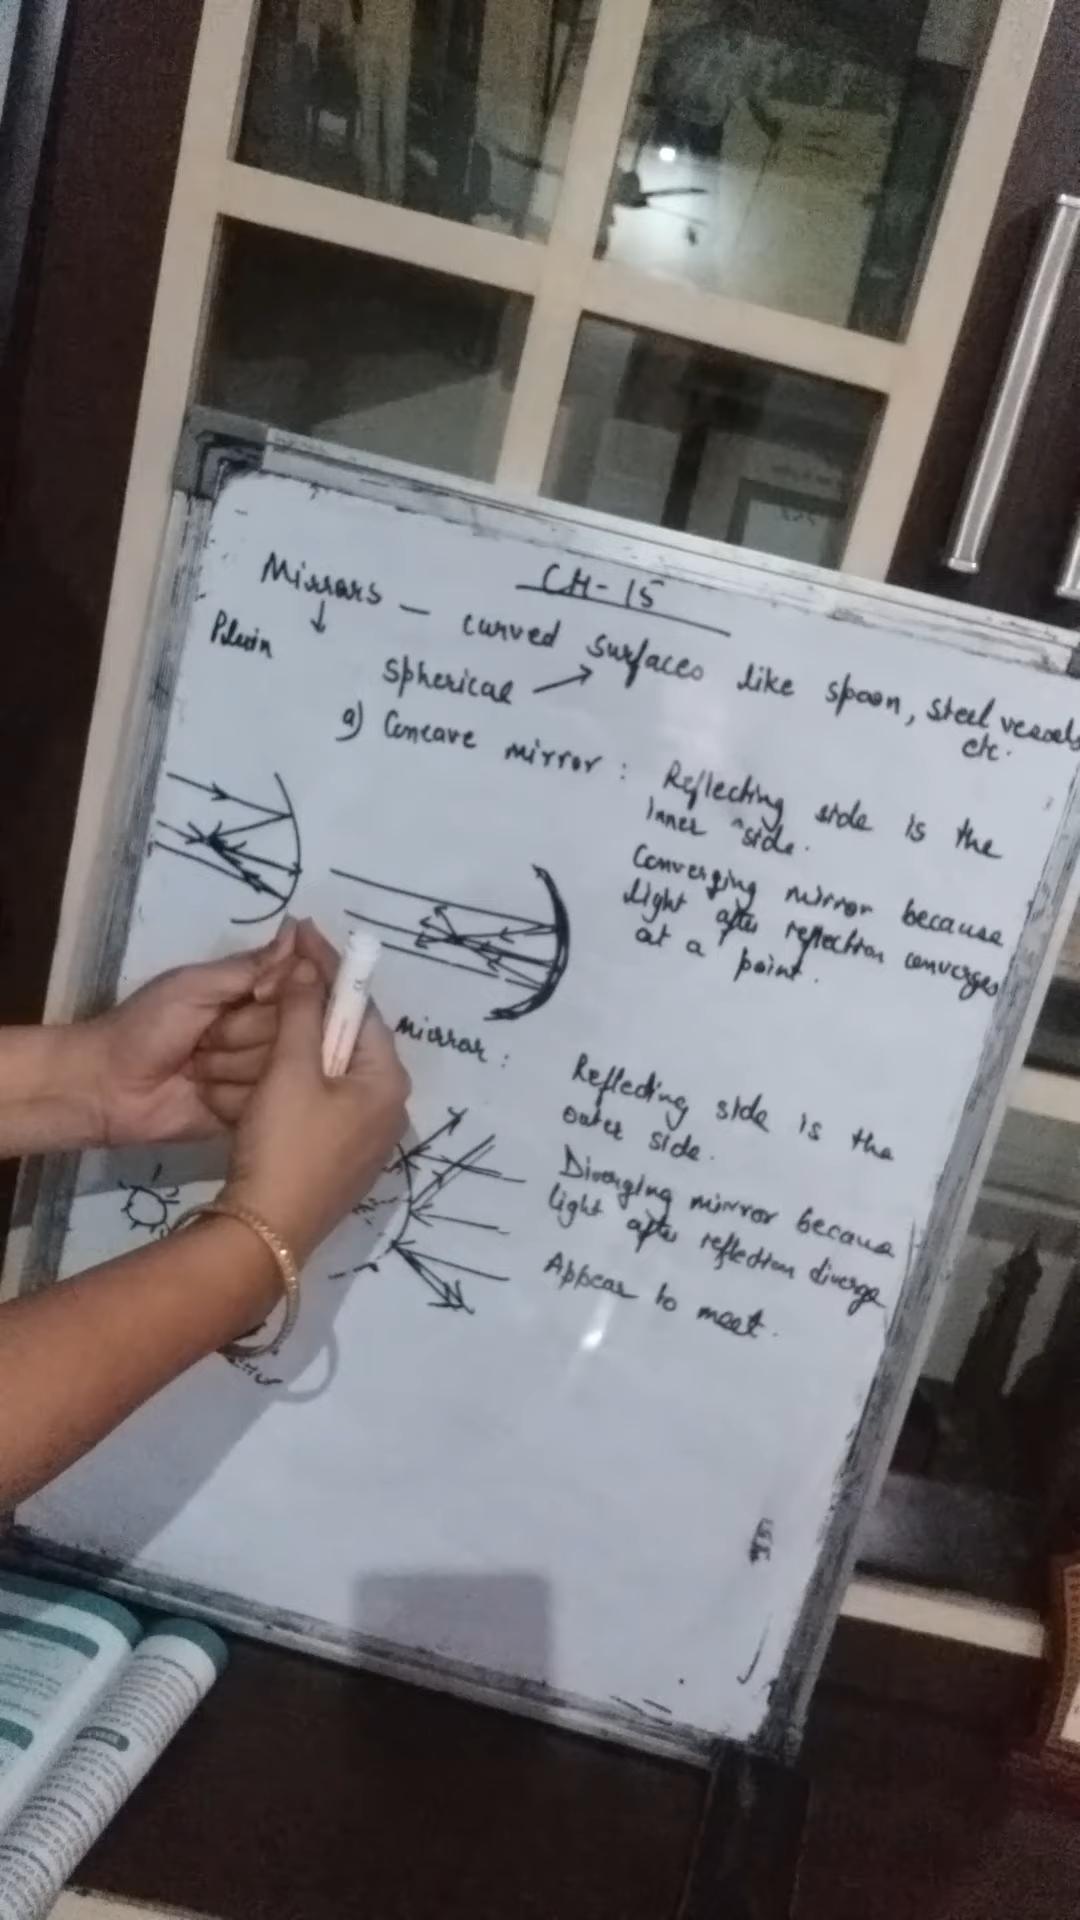 CH-15
Mirrors – curved surfaces like spoon, steel vessels
etc.
Spherical
a) Concave mirror : Reflecting side is the
inner side.
Converging mirror because
light after reflection converges
at a point.
Mirror : Reflecting side is the
outer side.
Diverging mirror because
light after reflection diverge
Appear to meet.